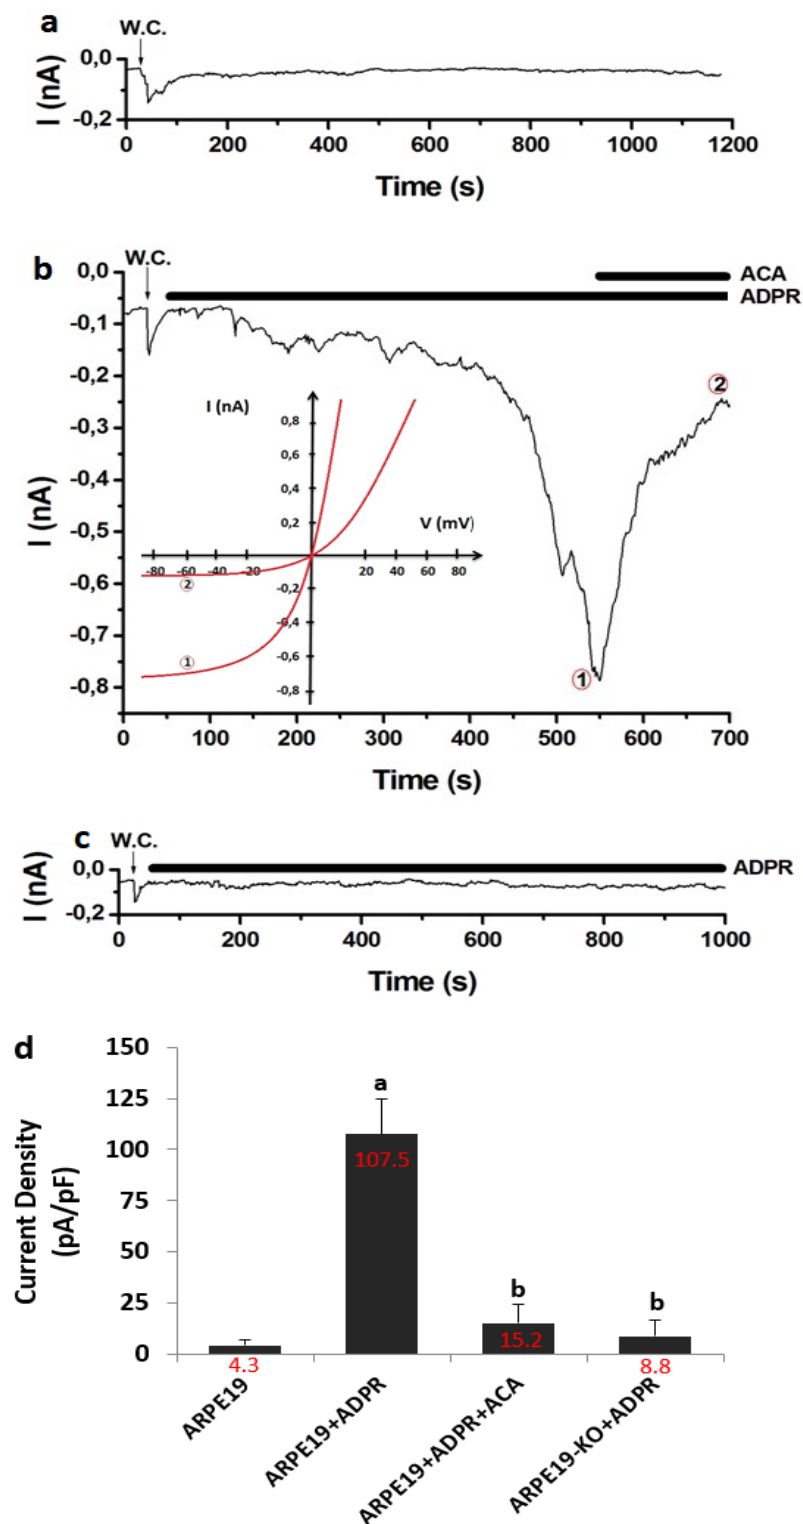 a
W.C.
0,0
-0,2
I (nA)
0 200 400 600 800 1000 1200
Time (s)
b
W.C.
ACA
ADPR
0,0
-0,1
-0,2
-0,3
-0,4
-0,5
-0,6
-0,7
-0,8
I (nA)
I (nA)
0,8
0,6
0,4
0,2
V (mV)
-80 -60 -40 -20
20 40 60 80
-0,2
-0,4
-0,6
-0,8
②
①
①
②
0 100 200 300 400 500 600 700
Time (s)
c
W.C.
ADPR
0,0
-0,2
I (nA)
0 200 400 600 800 1000
Time (s)
d
150
125
100
75
50
25
0
Current Density
(pA/pF)
a
b
b
4.3
107.5
15.2
8.8
ARPE19
ARPE19+ADPR
ARPE19+ADPR+ACA
ARPE19-KO+ADPR